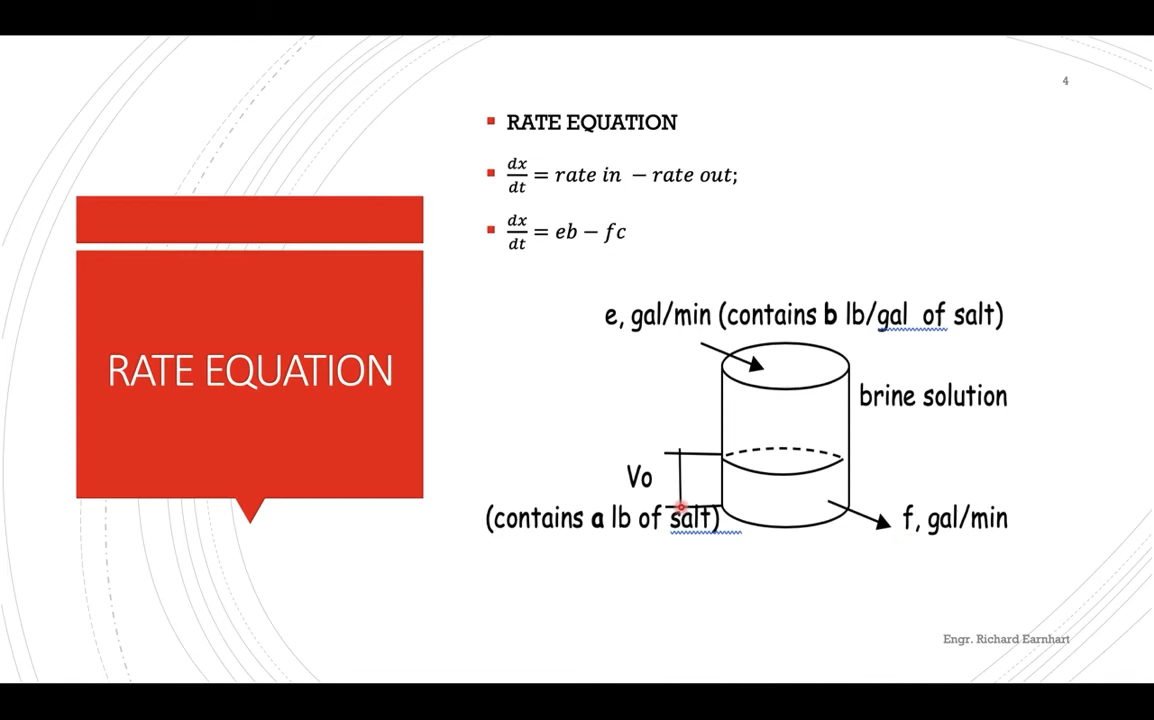 4
RATE EQUATION
RATE EQUATION
dx/dt = rate in − rate out;
dx/dt = eb − fc
e, gal/min (contains b lb/gal of salt)
brine solution
Vo
(contains a lb of salt)
f, gal/min
Engr. Richard Earnhart